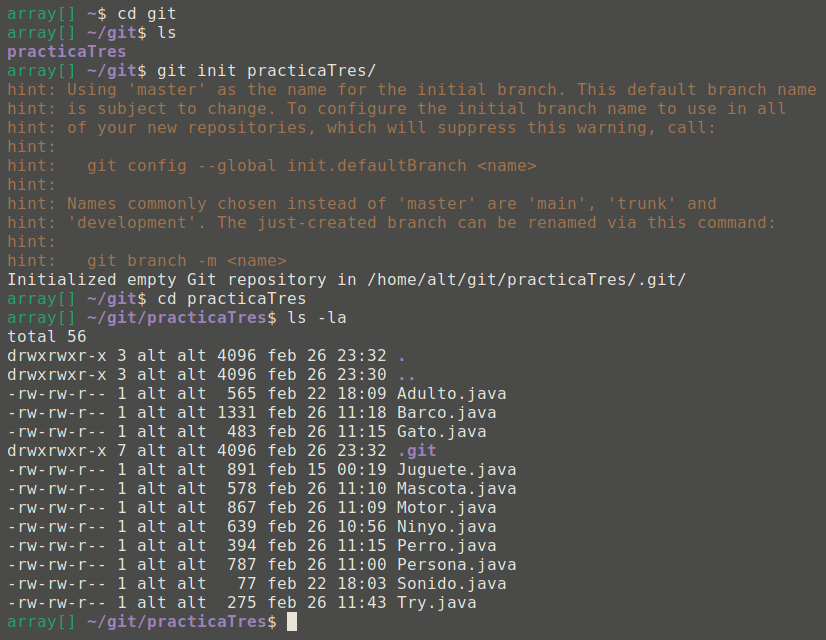 array[] ~$ cd git
array[] ~/git$ ls
practicaTres
array[] ~/git$ git init practicaTres/
hint: Using 'master' as the name for the initial branch. This default branch name
hint: is subject to change. To configure the initial branch name to use in all
hint: of your new repositories, which will suppress this warning, call:
hint:
hint:   git config --global init.defaultBranch <name>
hint:
hint: Names commonly chosen instead of 'master' are 'main', 'trunk' and
hint: 'development'. The just-created branch can be renamed via this command:
hint:
hint:   git branch -m <name>
Initialized empty Git repository in /home/alt/git/practicaTres/.git/
array[] ~/git$ cd practicaTres
array[] ~/git/practicaTres$ ls -la
total 56
drwxrwxr-x 3 alt alt 4096 feb 26 23:32 .
drwxrwxr-x 3 alt alt 4096 feb 26 23:30 ..
-rw-rw-r-- 1 alt alt  565 feb 22 18:09 Adulto.java
-rw-rw-r-- 1 alt alt 1331 feb 26 11:18 Barco.java
-rw-rw-r-- 1 alt alt  483 feb 26 11:15 Gato.java
drwxrwxr-x 7 alt alt 4096 feb 26 23:32 .git
-rw-rw-r-- 1 alt alt  891 feb 15 00:19 Juguete.java
-rw-rw-r-- 1 alt alt  578 feb 26 11:10 Mascota.java
-rw-rw-r-- 1 alt alt  867 feb 26 11:09 Motor.java
-rw-rw-r-- 1 alt alt  639 feb 26 10:56 Ninyo.java
-rw-rw-r-- 1 alt alt  394 feb 26 11:15 Perro.java
-rw-rw-r-- 1 alt alt  787 feb 26 11:00 Persona.java
-rw-rw-r-- 1 alt alt   77 feb 22 18:03 Sonido.java
-rw-rw-r-- 1 alt alt  275 feb 26 11:43 Try.java
array[] ~/git/practicaTres$